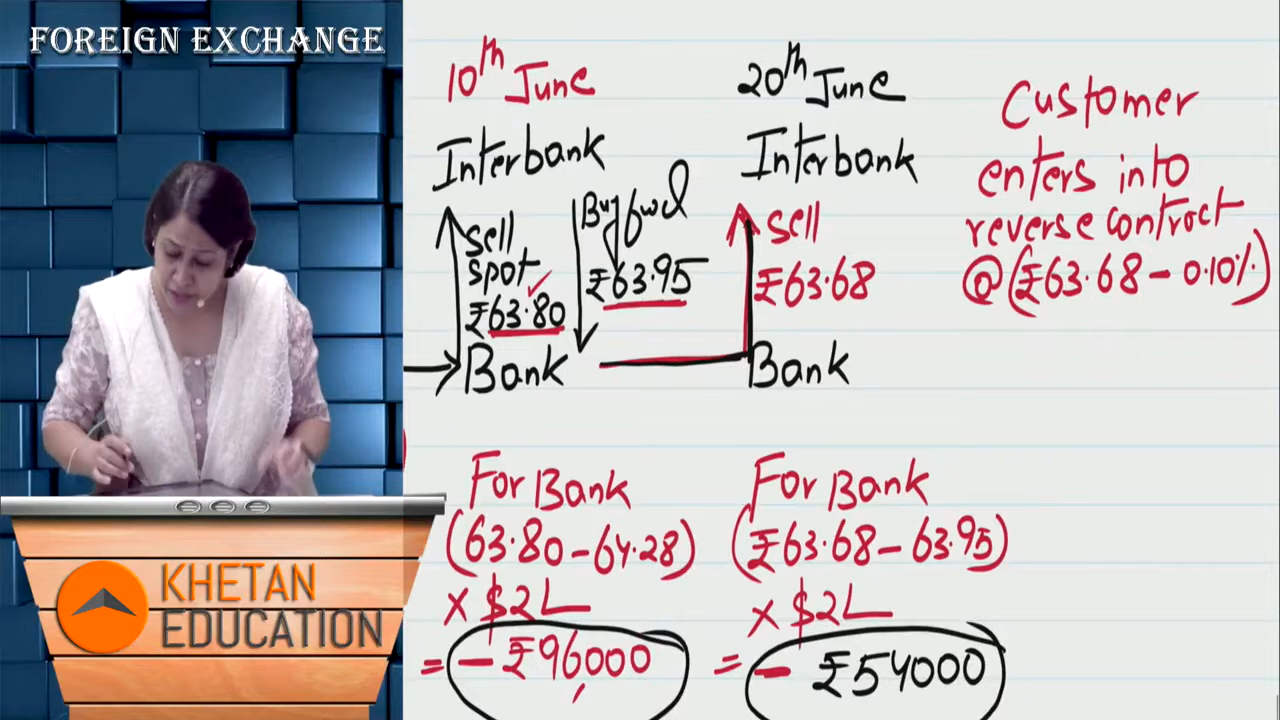 FOREIGN EXCHANGE
10th June
Interbank
Sell
spot
₹63.80
Buy fwd
₹63.95
Bank
20th June
Interbank
Sell
₹63.68
Bank
Customer
enters into
reverse contract
@(₹63.68 - 0.10%)
For Bank
(63.80 - 64.28)
x $2L
= - ₹96000
For Bank
(₹63.68 - 63.95)
x $2L
= - ₹54000
KHETAN
EDUCATION